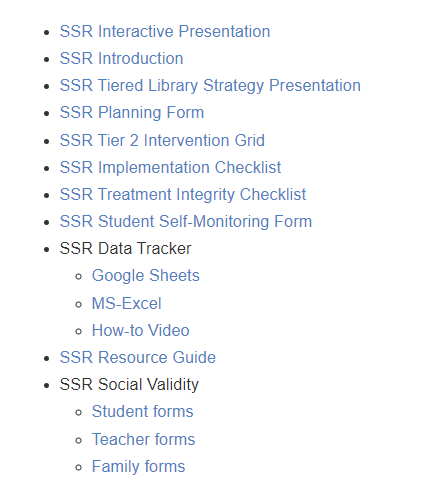 SSR Interactive Presentation
SSR Introduction
SSR Tiered Library Strategy Presentation
SSR Planning Form
SSR Tier 2 Intervention Grid
SSR Implementation Checklist
SSR Treatment Integrity Checklist
SSR Student Self-Monitoring Form
SSR Data Tracker
Google Sheets
MS-Excel
How-to Video
SSR Resource Guide
SSR Social Validity
Student forms
Teacher forms
Family forms